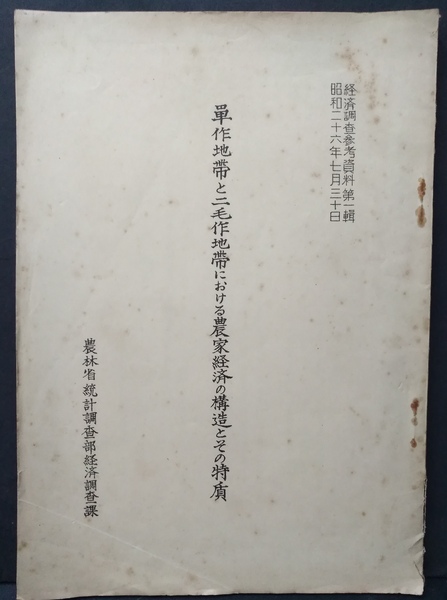 経済調査参考資料第一輯
昭和二十六年七月三十日
單作地帶と二毛作地帶における農家経済の構造とその特质
農林省統計調査部経済調査課